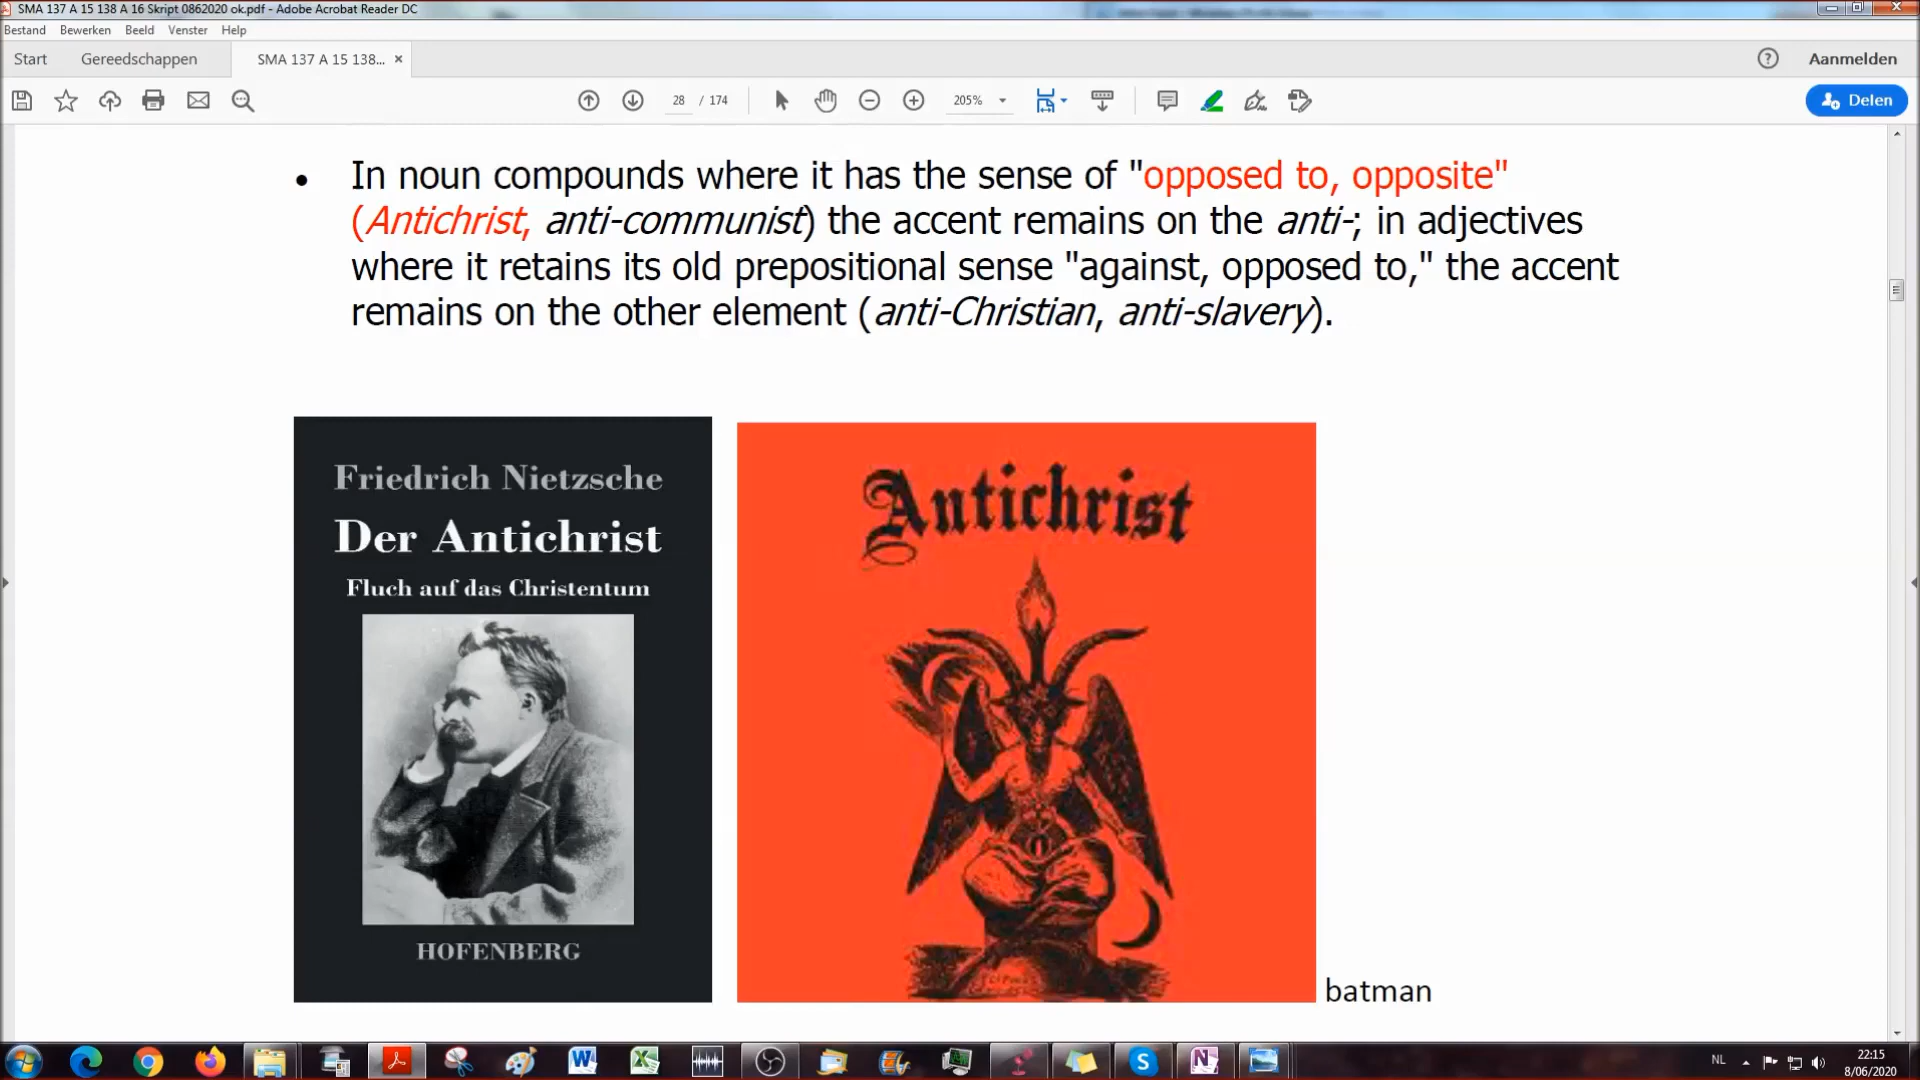 SMA 137 A 15 138 A 16 Skript 0862020 ok.pdf - Adobe Acrobat Reader DC
Bestand Bewerken Beeld Venster Help
Start Gereedschappen SMA 137 A 15 138... × Aanmelden
28 / 174 205% Delen
• In noun compounds where it has the sense of "opposed to, opposite"
(Antichrist, anti-communist) the accent remains on the anti-; in adjectives
where it retains its old prepositional sense "against, opposed to," the accent
remains on the other element (anti-Christian, anti-slavery).
Friedrich Nietzsche
Der Antichrist
Fluch auf das Christentum
HOFENBERG
Antichrist
batman
NL 22:15
8/06/2020